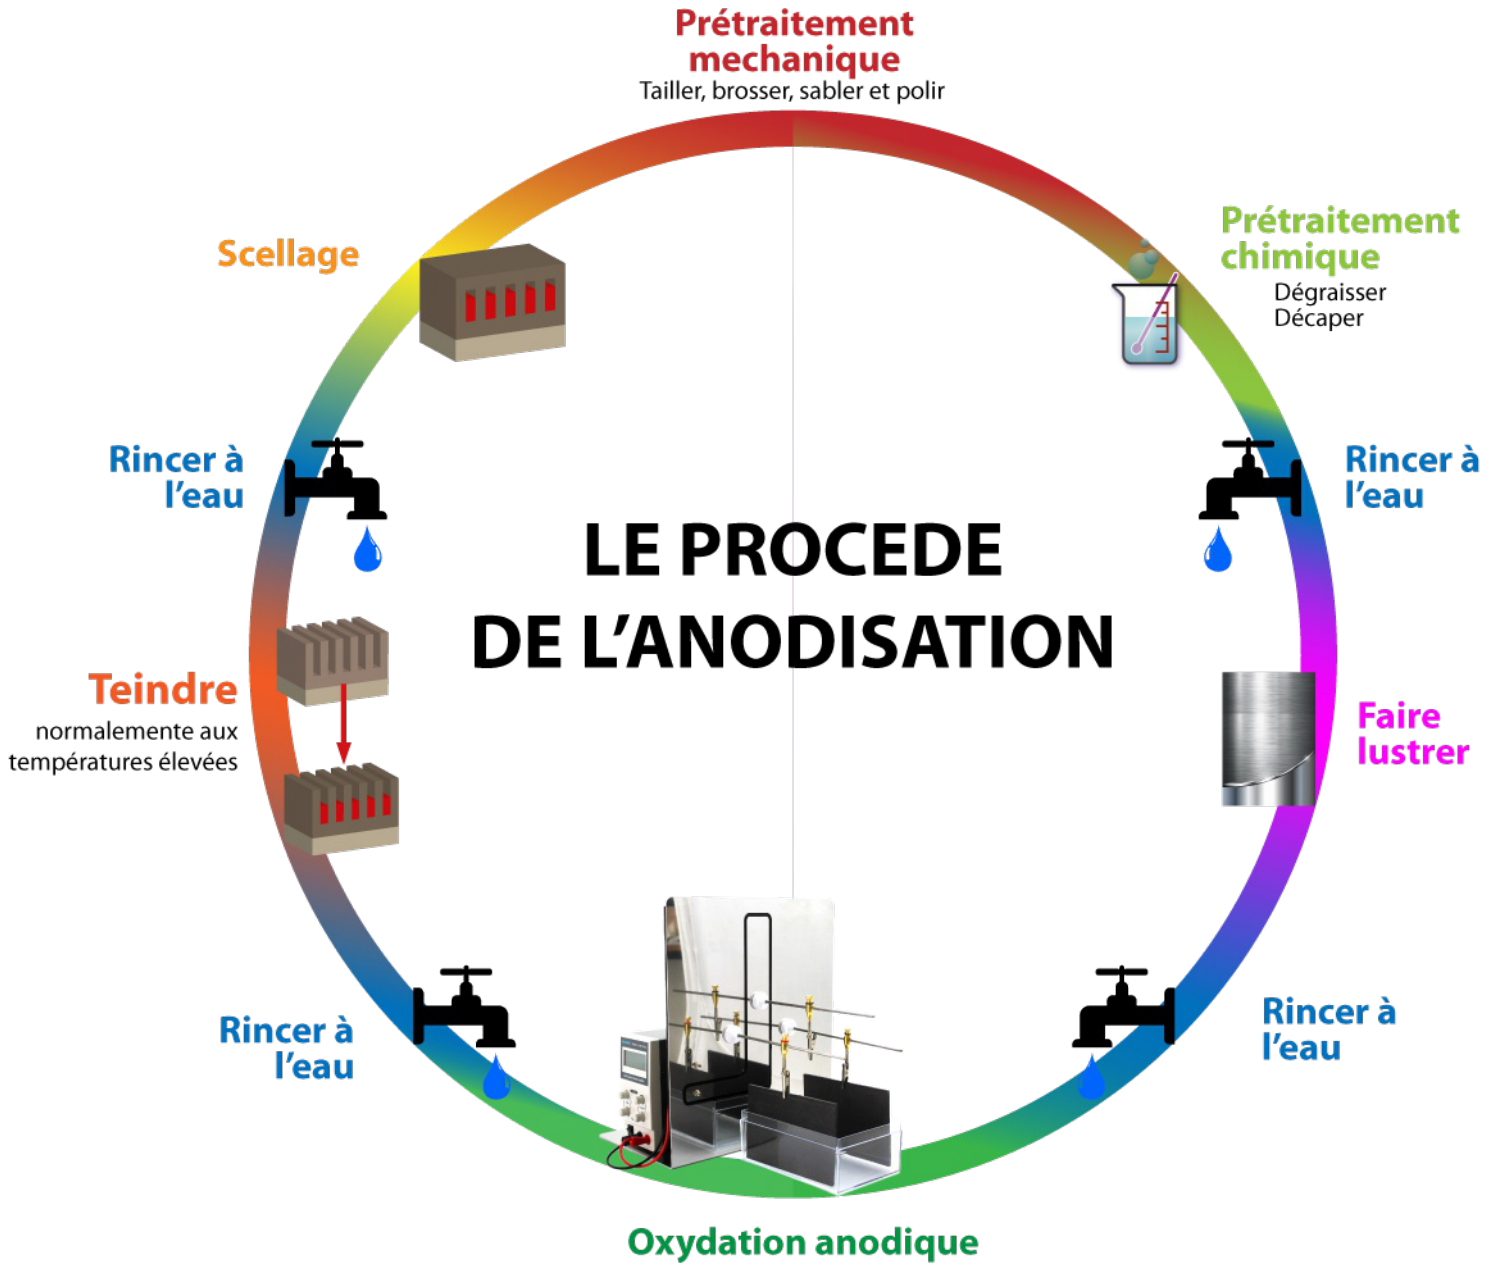 Prétraitement
mechanique
Tailler, brosser, sabler et polir
Prétraitement
chimique
Dégraisser
Décaper
Rincer à
l'eau
Faire
lustrer
Rincer à
l'eau
Oxydation anodique
Rincer à
l'eau
Teindre
normalemente aux
températures élevées
Rincer à
l'eau
Scellage
LE PROCEDE
DE L'ANODISATION